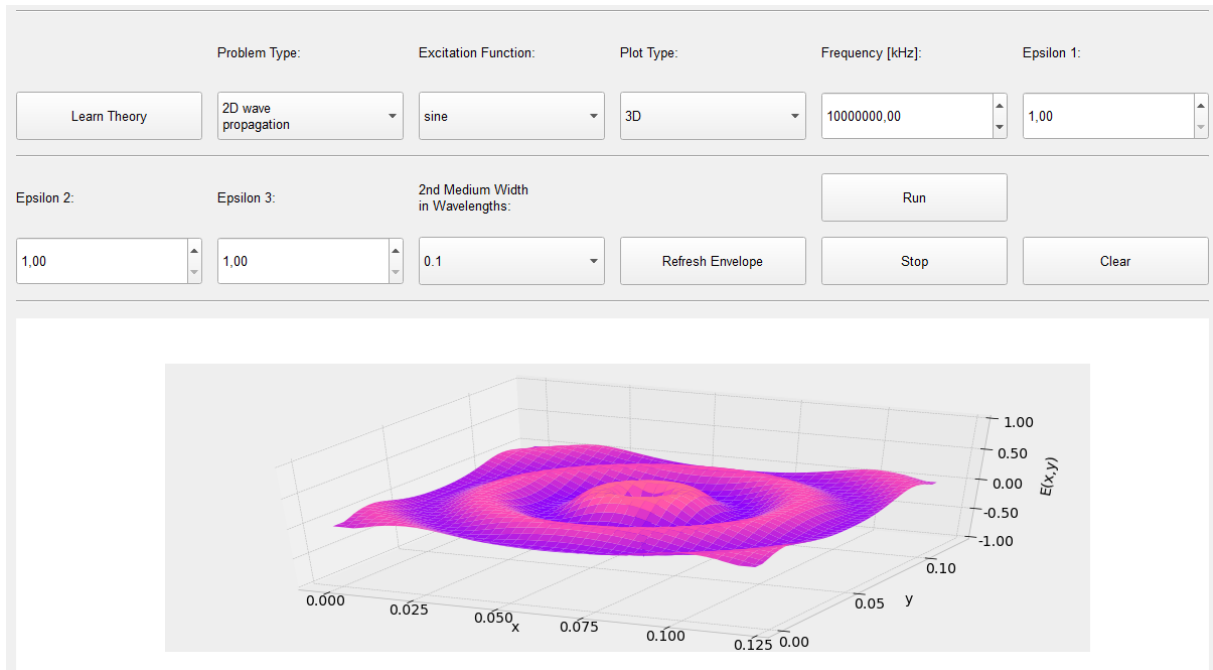 Problem Type:
Excitation Function:
Plot Type:
Frequency [kHz]:
Epsilon 1:
Learn Theory
2D wave
propagation
sine
3D
10000000,00
1,00
Epsilon 2:
Epsilon 3:
2nd Medium Width
in Wavelengths:
Run
1,00
1,00
0.1
Refresh Envelope
Stop
Clear
1.00
0.50
0.00
-0.50
-1.00
E(x,y)
0.10
0.05
y
0.00
0.000
0.025
0.050
x
0.075
0.100
0.125